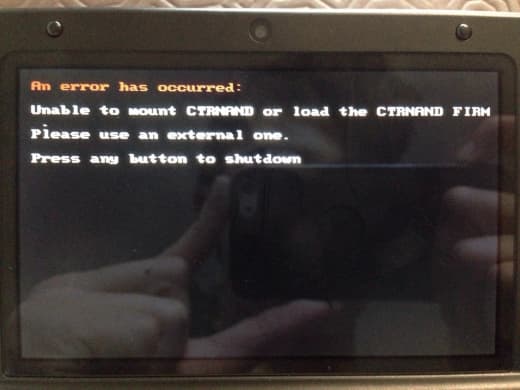 An error has occurred:
Unable to mount CTRNAND or load the CTRNAND FIRM
.
Please use an external one.
Press any button to shutdown